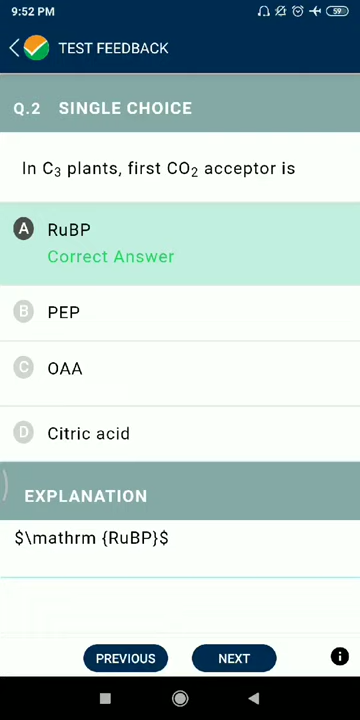 9:52 PM
59
TEST FEEDBACK
Q.2 SINGLE CHOICE
In C₃ plants, first CO₂ acceptor is
A RuBP
Correct Answer
B PEP
C OAA
D Citric acid
EXPLANATION
$\mathrm {RuBP}$
PREVIOUS NEXT